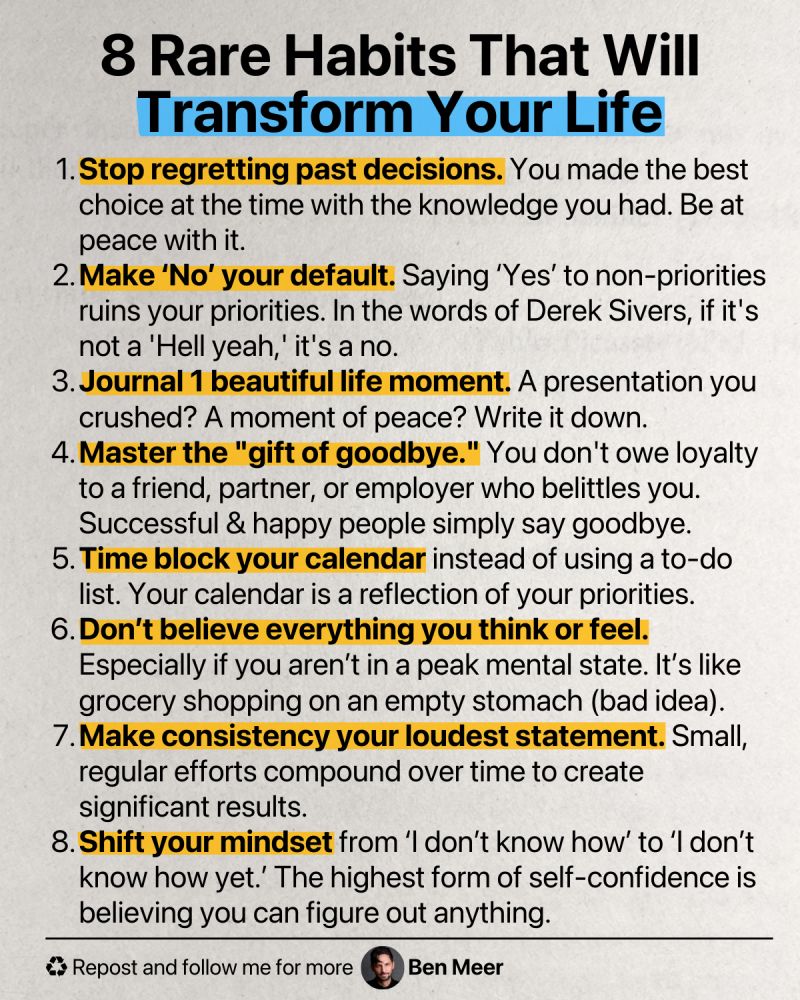 8 Rare Habits That Will
Transform Your Life
1. Stop regretting past decisions. You made the best
choice at the time with the knowledge you had. Be at
peace with it.
2. Make ‘No’ your default. Saying ‘Yes’ to non-priorities
ruins your priorities. In the words of Derek Sivers, if it's
not a 'Hell yeah,' it's a no.
3. Journal 1 beautiful life moment. A presentation you
crushed? A moment of peace? Write it down.
4. Master the "gift of goodbye." You don't owe loyalty
to a friend, partner, or employer who belittles you.
Successful & happy people simply say goodbye.
5. Time block your calendar instead of using a to-do
list. Your calendar is a reflection of your priorities.
6. Don’t believe everything you think or feel.
Especially if you aren’t in a peak mental state. It’s like
grocery shopping on an empty stomach (bad idea).
7. Make consistency your loudest statement. Small,
regular efforts compound over time to create
significant results.
8. Shift your mindset from ‘I don’t know how’ to ‘I don’t
know how yet.’ The highest form of self-confidence is
believing you can figure out anything.
♻ Repost and follow me for more Ben Meer